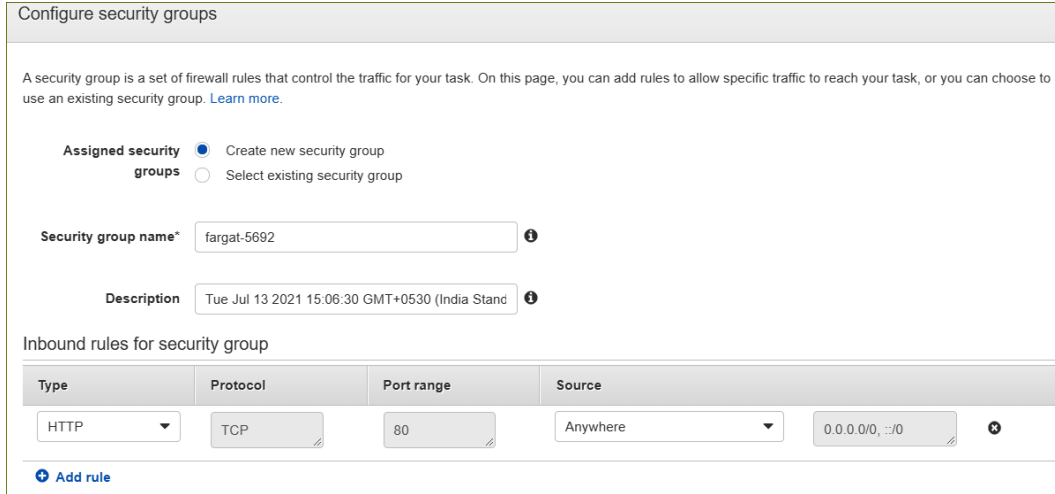 Configure security groups
A security group is a set of firewall rules that control the traffic for your task. On this page, you can add rules to allow specific traffic to reach your task, or you can choose to
use an existing security group. Learn more.
Assigned security groups
Create new security group
Select existing security group
Security group name*
fargat-5692
Description
Tue Jul 13 2021 15:06:30 GMT+0530 (India Stand
Inbound rules for security group
Type Protocol Port range Source
HTTP TCP 80 Anywhere 0.0.0.0/0, ::/0
Add rule